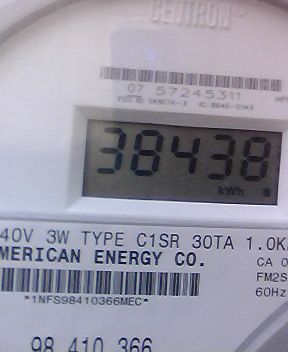 CENTRON®
07 57245311
38438
kWh
40V 3W TYPE C1SR 30TA 1.0K
MERICAN ENERGY CO.
CA 0
FM2S
60Hz
*1NFS98410366MEC*
98 410 366